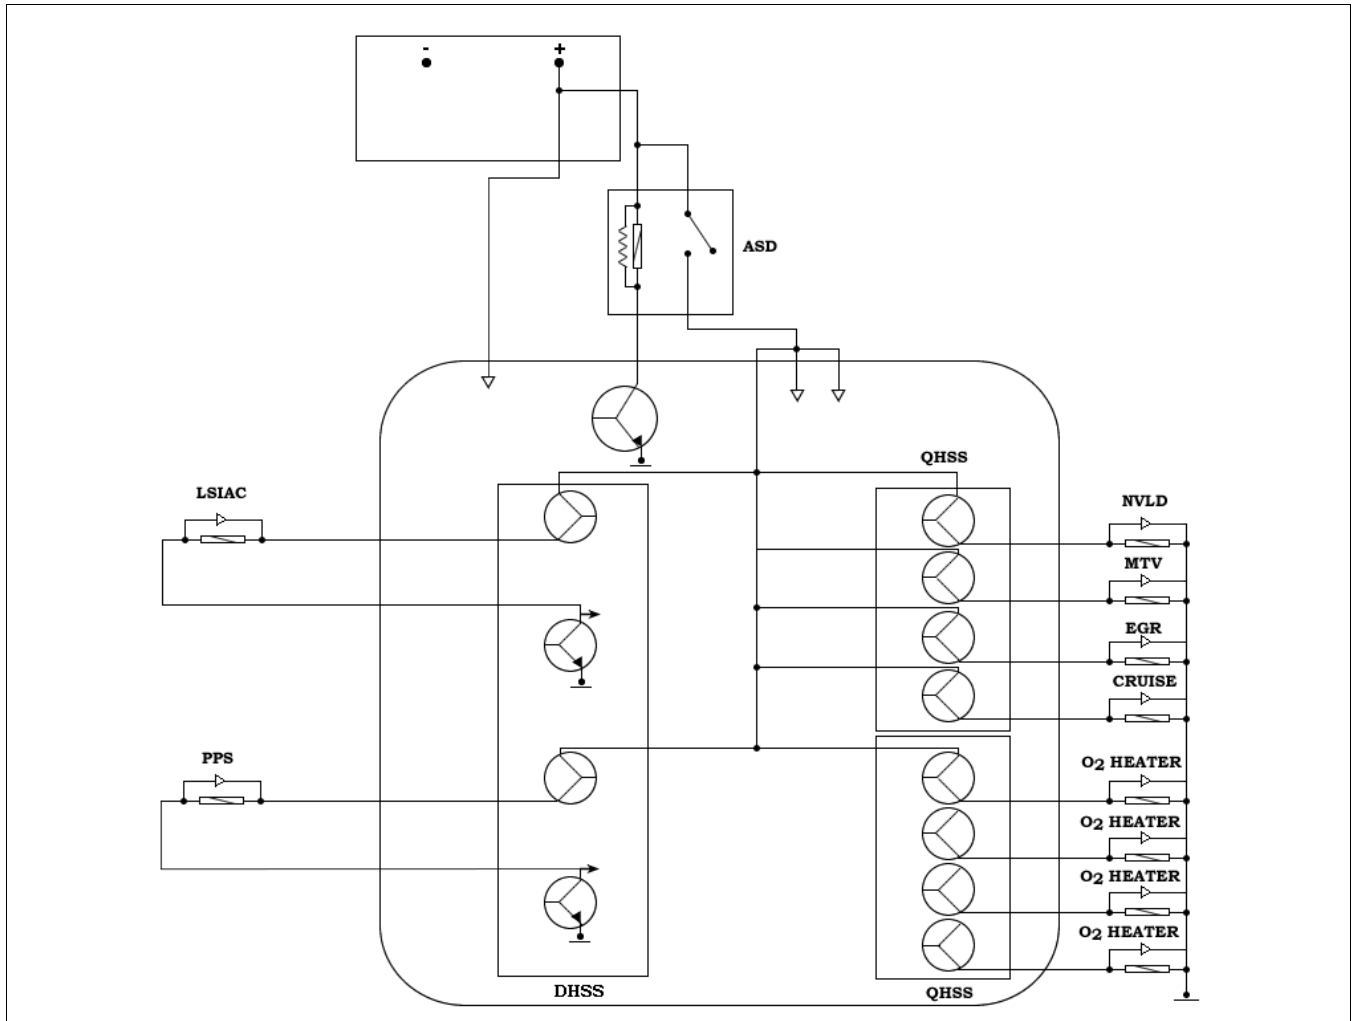 - +
ASD
QHSS
LSIAC
NVLD
MTV
EGR
CRUISE
PPS
O2 HEATER
O2 HEATER
O2 HEATER
O2 HEATER
DHSS
QHSS